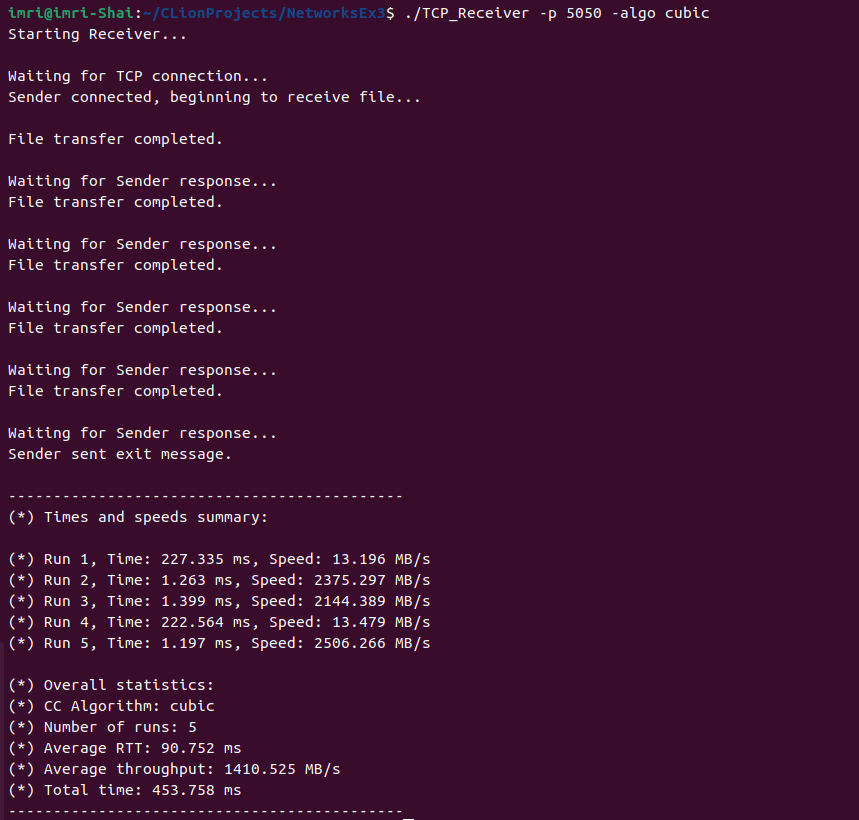 imri@imri-Shai:~/CLionProjects/NetworksEx3$ ./TCP_Receiver -p 5050 -algo cubic
Starting Receiver...
Waiting for TCP connection...
Sender connected, beginning to receive file...
File transfer completed.
Waiting for Sender response...
File transfer completed.
Waiting for Sender response...
File transfer completed.
Waiting for Sender response...
File transfer completed.
Waiting for Sender response...
File transfer completed.
Waiting for Sender response...
Sender sent exit message.
--------------------------------------------
(*) Times and speeds summary:
(*) Run 1, Time: 227.335 ms, Speed: 13.196 MB/s
(*) Run 2, Time: 1.263 ms, Speed: 2375.297 MB/s
(*) Run 3, Time: 1.399 ms, Speed: 2144.389 MB/s
(*) Run 4, Time: 222.564 ms, Speed: 13.479 MB/s
(*) Run 5, Time: 1.197 ms, Speed: 2506.266 MB/s
(*) Overall statistics:
(*) CC Algorithm: cubic
(*) Number of runs: 5
(*) Average RTT: 90.752 ms
(*) Average throughput: 1410.525 MB/s
(*) Total time: 453.758 ms
--------------------------------------------